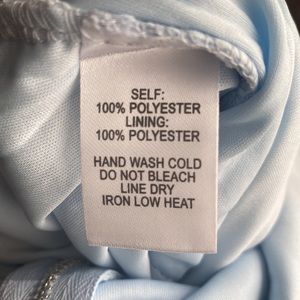 SELF:
100% POLYESTER
LINING:
100% POLYESTER
HAND WASH COLD
DO NOT BLEACH
LINE DRY
IRON LOW HEAT